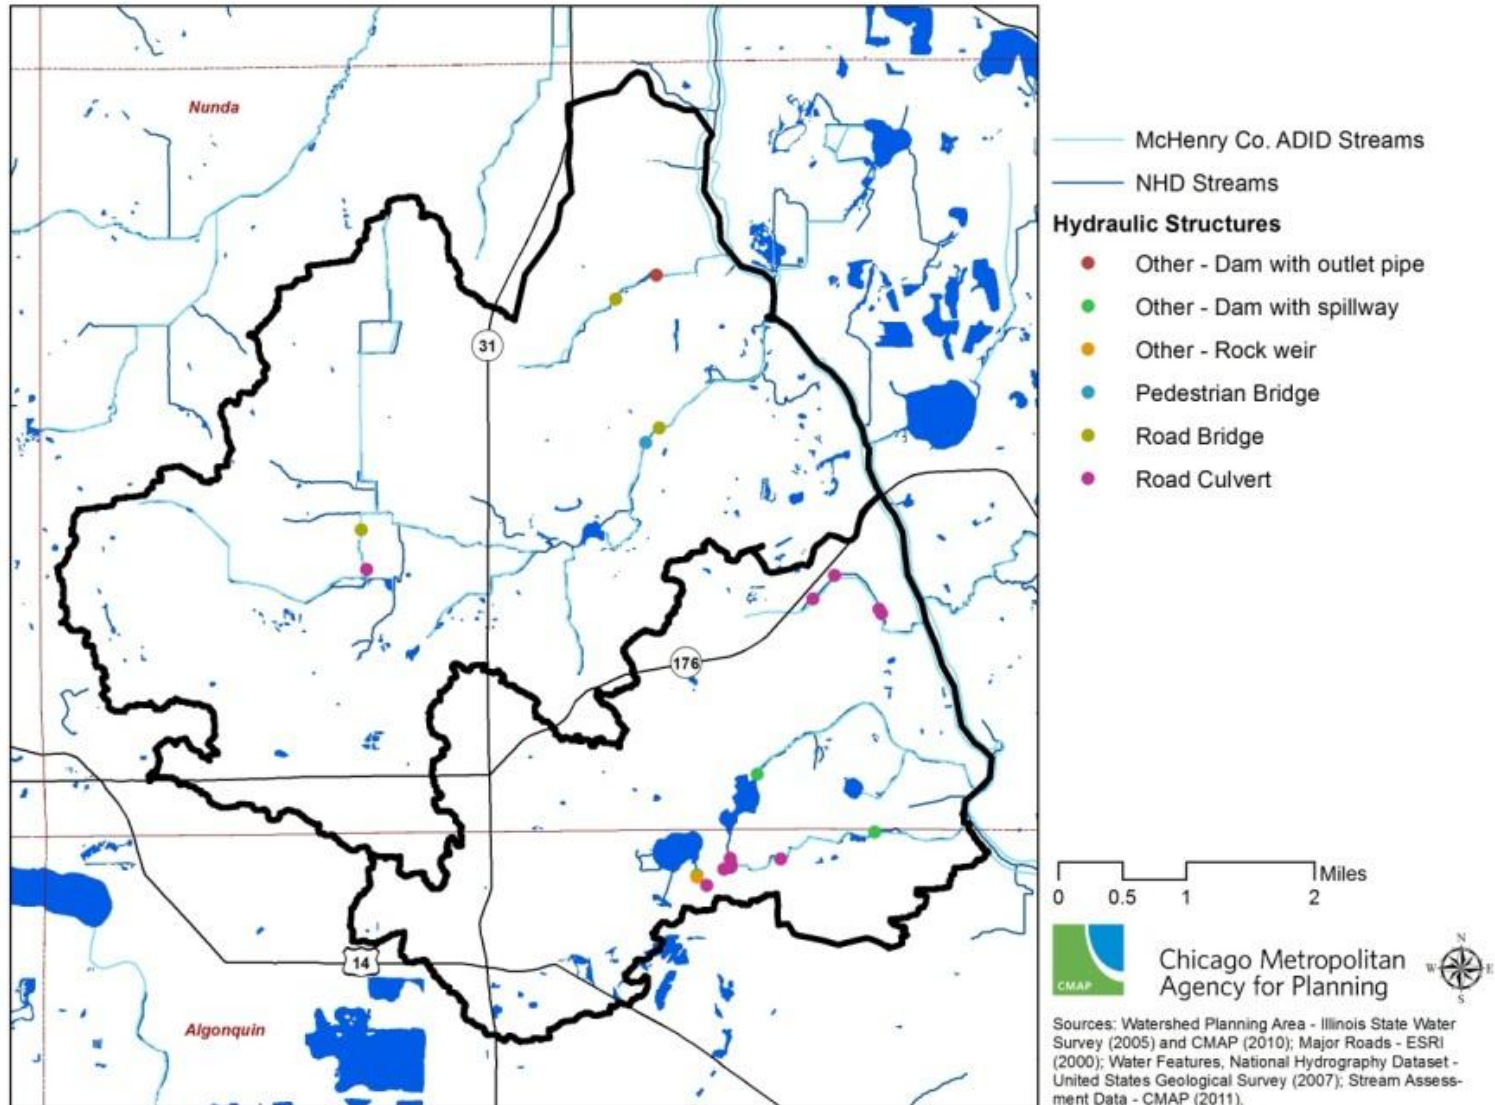 Nunda
31
176
14
Algonquin
McHenry Co. ADID Streams
NHD Streams
Hydraulic Structures
Other - Dam with outlet pipe
Other - Dam with spillway
Other - Rock weir
Pedestrian Bridge
Road Bridge
Road Culvert
Miles
0 0.5 1 2
CMAP
Chicago Metropolitan
Agency for Planning
N
W E
S
Sources: Watershed Planning Area - Illinois State Water
Survey (2005) and CMAP (2010); Major Roads - ESRI
(2000); Water Features, National Hydrography Dataset -
United States Geological Survey (2007); Stream Assess-
ment Data - CMAP (2011).